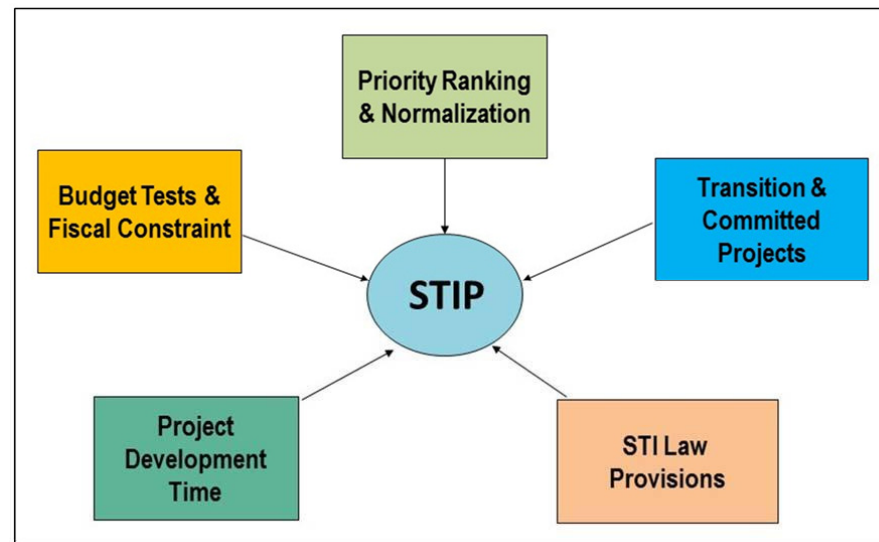 Priority Ranking
& Normalization
Budget Tests &
Fiscal Constraint
Transition &
Committed
Projects
STIP
Project
Development
Time
STI Law
Provisions